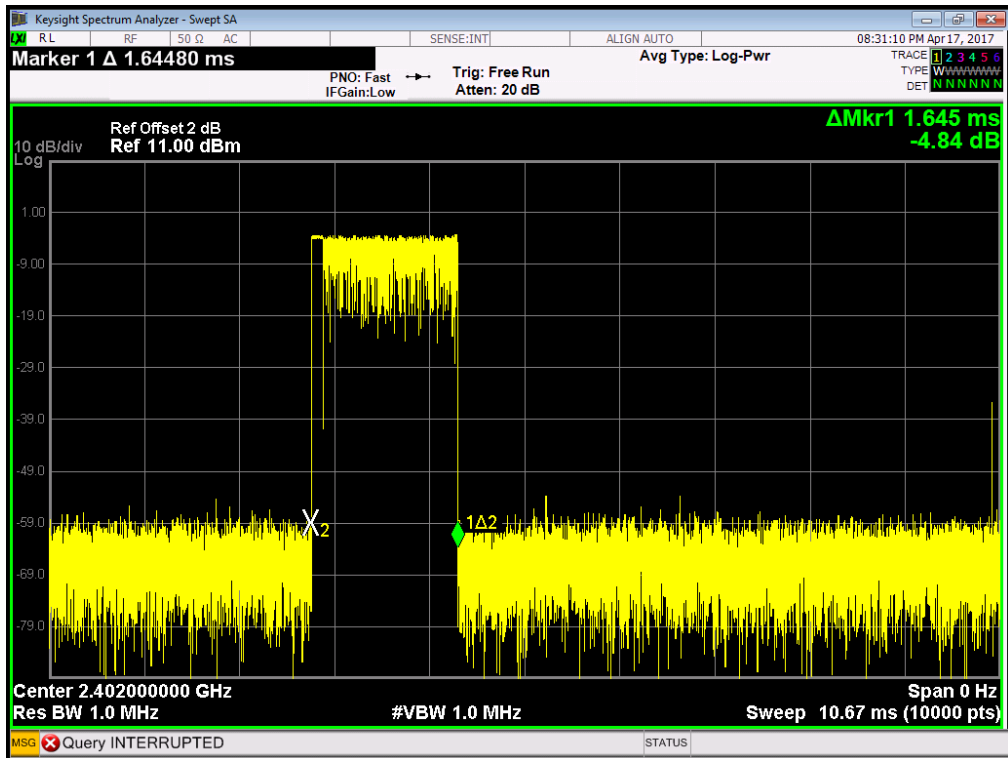 Keysight Spectrum Analyzer - Swept SA
LXI RL RF 50 Ω AC SENSE:INT ALIGN AUTO 08:31:10 PM Apr 17, 2017
Marker 1 Δ 1.64480 ms
PNO: Fast
IFGain:Low
Trig: Free Run
Atten: 20 dB
Avg Type: Log-Pwr
TRACE 1 2 3 4 5 6
TYPE WWWWWW
DET N N N N N N
ΔMkr1 1.645 ms
-4.84 dB
Ref Offset 2 dB
10 dB/div Ref 11.00 dBm
Log
1.00
-9.00
-19.0
-29.0
-39.0
-49.0
-59.0
2
1Δ2
-69.0
-79.0
Center 2.402000000 GHz Span 0 Hz
Res BW 1.0 MHz #VBW 1.0 MHz Sweep 10.67 ms (10000 pts)
MSG Query INTERRUPTED STATUS